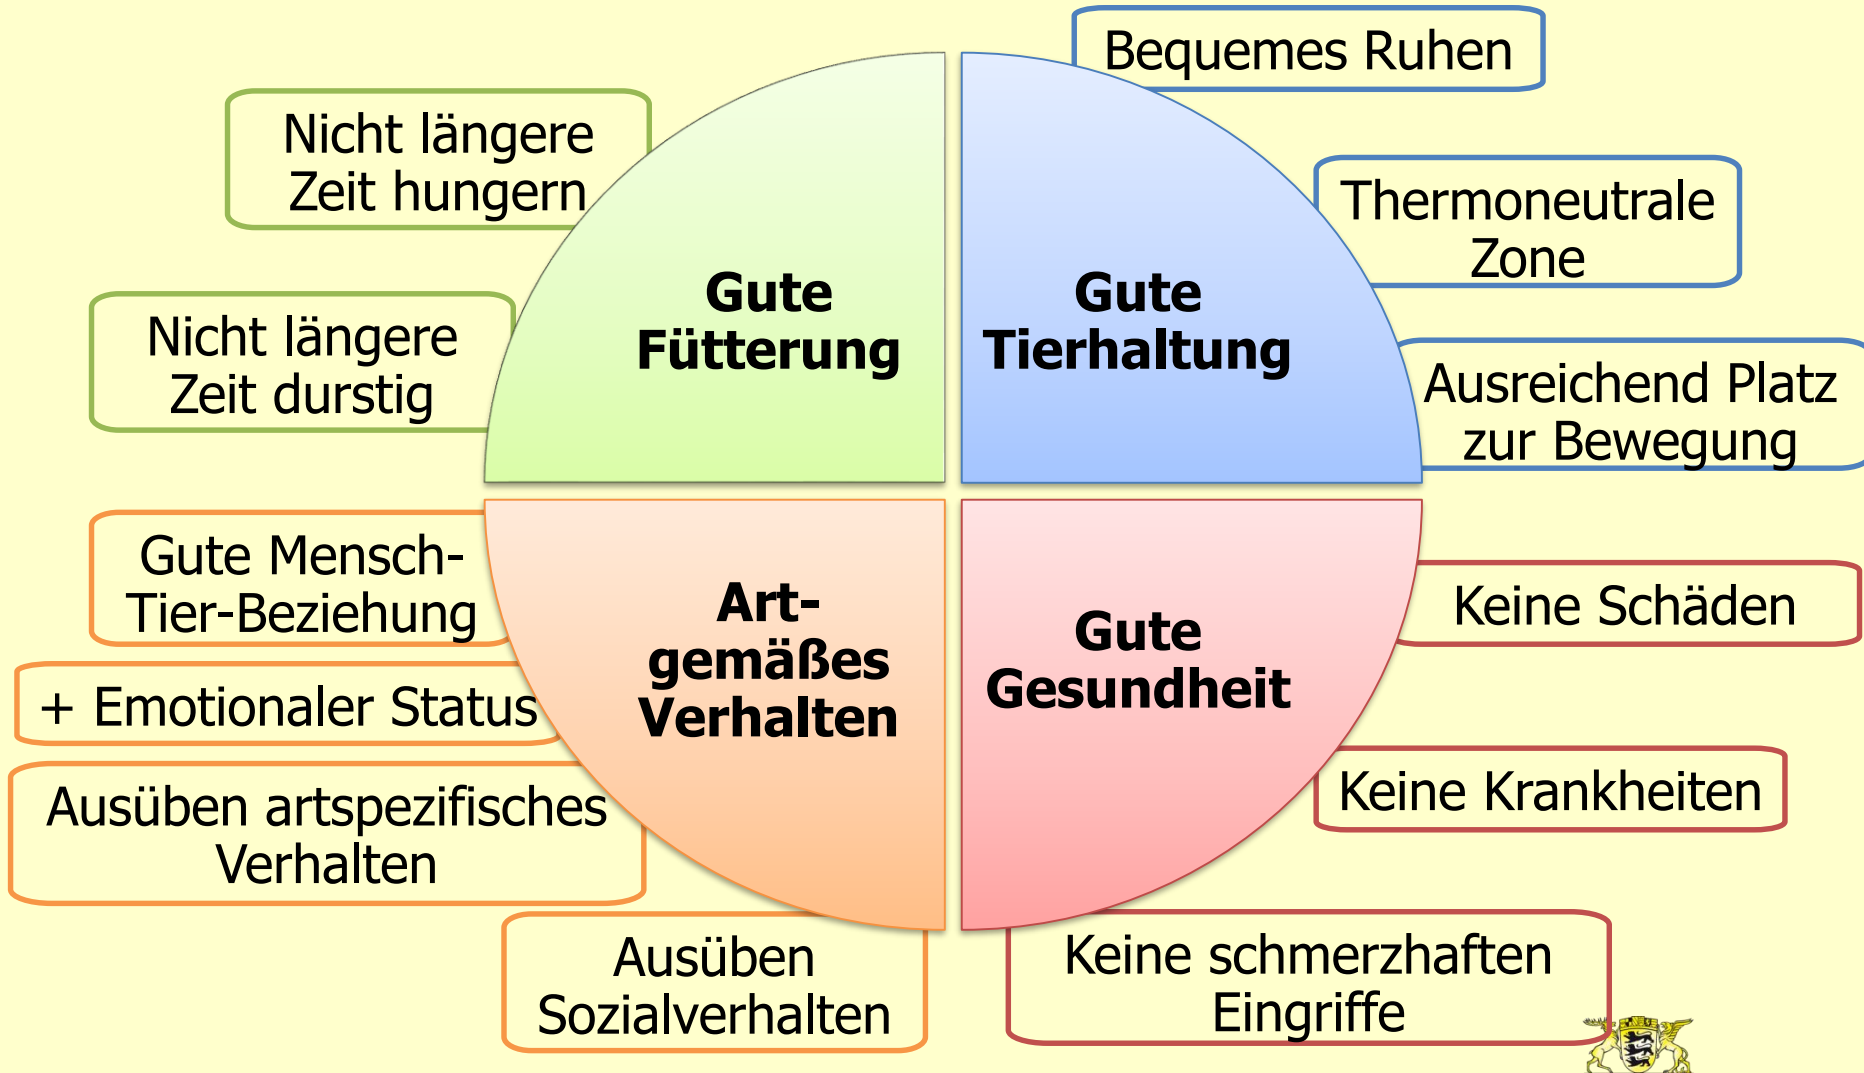 Bequemes Ruhen
Nicht längere
Zeit hungern
Thermoneutrale
Zone
Gute
Fütterung
Gute
Tierhaltung
Nicht längere
Zeit durstig
Ausreichend Platz
zur Bewegung
Gute Mensch-
Tier-Beziehung
Art-
gemäßes
Verhalten
Gute
Gesundheit
Keine Schäden
+ Emotionaler Status
Keine Krankheiten
Ausüben artspezifisches
Verhalten
Ausüben
Sozialverhalten
Keine schmerzhaften
Eingriffe